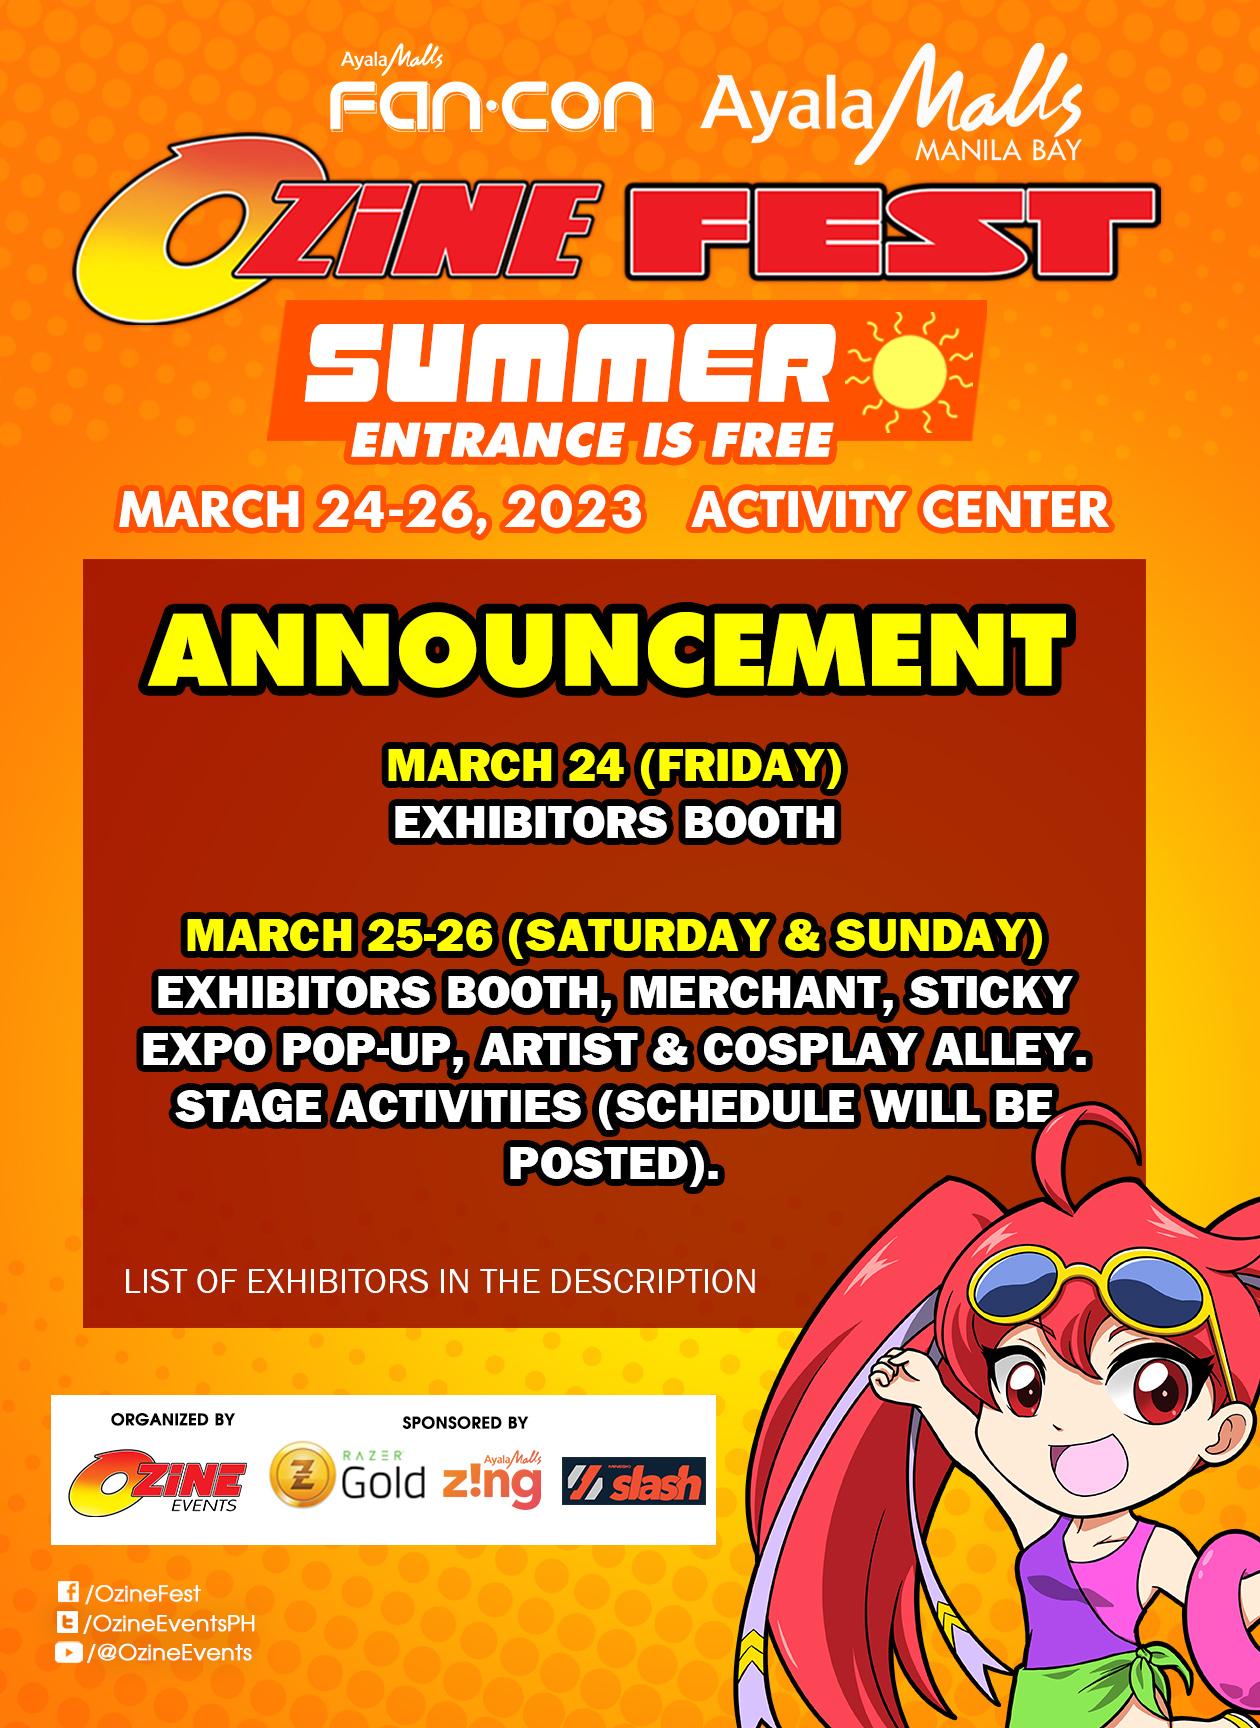 Ayala Malls
Fan·Con
Ayala Malls
MANILA BAY
OZINE FEST
SUMMER
ENTRANCE IS FREE
MARCH 24-26, 2023 ACTIVITY CENTER
ANNOUNCEMENT
MARCH 24 (FRIDAY)
EXHIBITORS BOOTH
MARCH 25-26 (SATURDAY & SUNDAY)
EXHIBITORS BOOTH, MERCHANT, STICKY
EXPO POP-UP, ARTIST & COSPLAY ALLEY.
STAGE ACTIVITIES (SCHEDULE WILL BE
POSTED).
LIST OF EXHIBITORS IN THE DESCRIPTION
ORGANIZED BY
OZINE
EVENTS
SPONSORED BY
RAZER
Gold
Ayala Malls
z!ng
MINESKI
slash
/OzineFest
/OzineEventsPH
/@OzineEvents